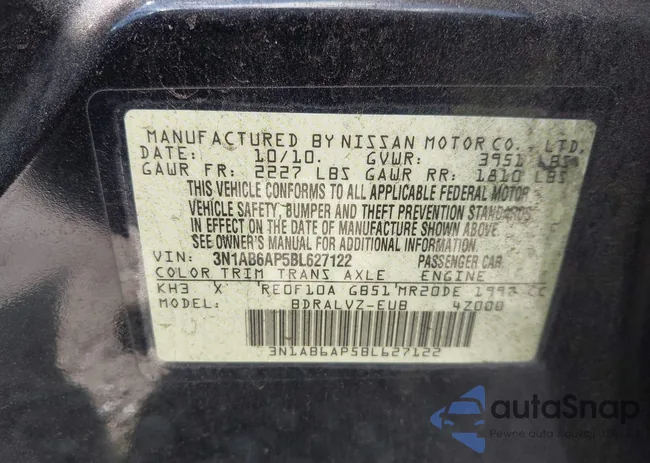 MANUFACTURED BY NISSAN MOTOR CO., LTD.
DATE: 10/10. GVWR: 3951 LBS
GAWR FR: 2227 LBS GAWR RR: 1810 LBS
THIS VEHICLE CONFORMS TO ALL APPLICABLE FEDERAL MOTOR
VEHICLE SAFETY, BUMPER AND THEFT PREVENTION STANDARDS
IN EFFECT ON THE DATE OF MANUFACTURE SHOWN ABOVE
SEE OWNER'S MANUAL FOR ADDITIONAL INFORMATION.
VIN: 3N1AB6AP5BL627122 PASSENGER CAR
COLOR TRIM TRANS AXLE ENGINE
KH3 X RE0F10A GB51 MR20DE 1997 CC
MODEL: BDRALVZ-EUB 4Z000
3N1AB6AP5BL627122
autaSnap
Pewne auto